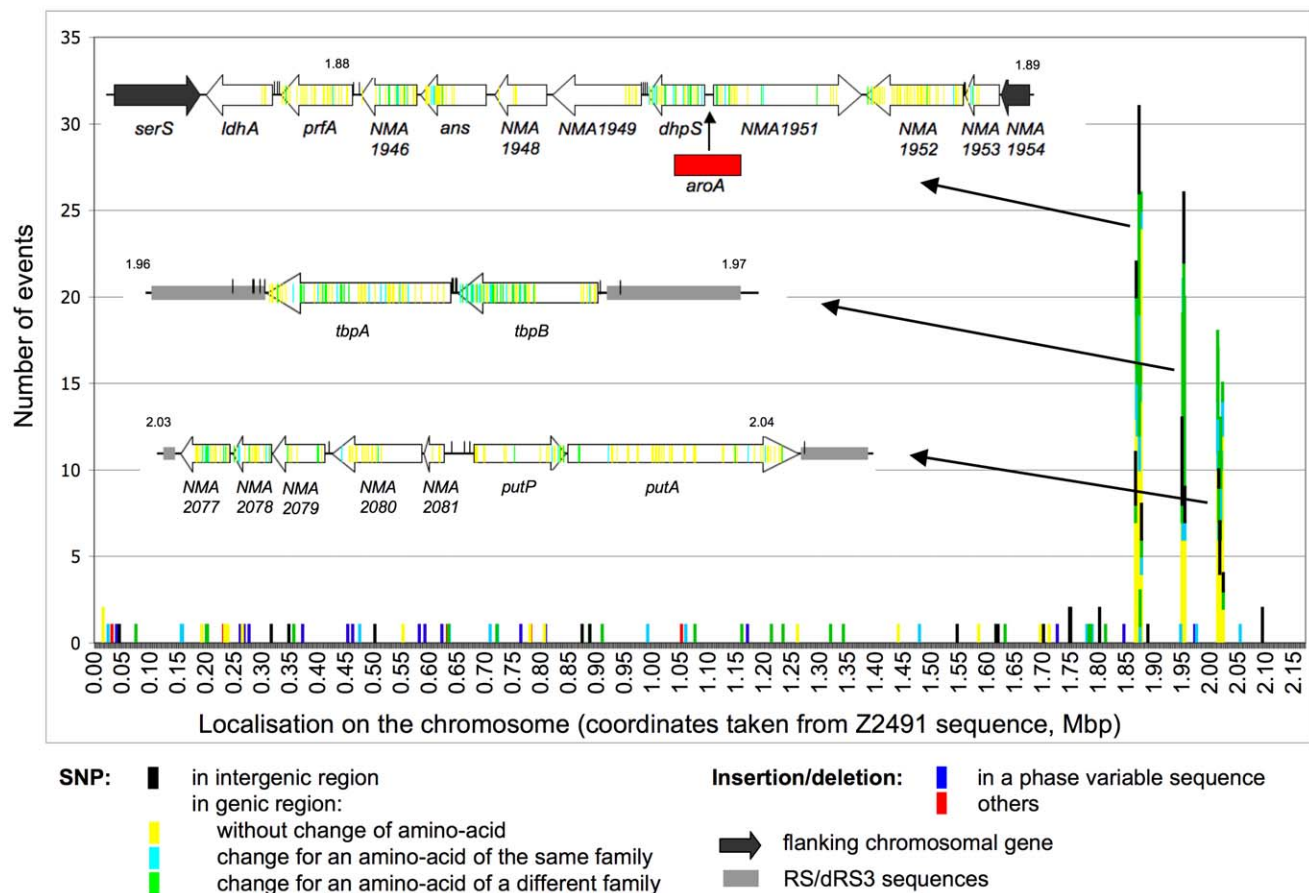 35
30
25
20
15
10
5
0
Number of events
1.88
1.89
serS
ldhA
prfA
NMA 1946
ans
NMA 1948
NMA1949
dhpS
NMA1951
NMA 1952
NMA 1953
NMA 1954
aroA
1.96
1.97
tbpA
tbpB
2.03
2.04
NMA 2077
NMA 2078
NMA 2079
NMA 2080
NMA 2081
putP
putA
0.00
0.05
0.10
0.15
0.20
0.25
0.30
0.35
0.40
0.45
0.50
0.55
0.60
0.65
0.70
0.75
0.80
0.85
0.90
0.95
1.00
1.05
1.10
1.15
1.20
1.25
1.30
1.35
1.40
1.45
1.50
1.55
1.60
1.65
1.70
1.75
1.80
1.85
1.90
1.95
2.00
2.05
2.10
2.15
Localisation on the chromosome (coordinates taken from Z2491 sequence, Mbp)
SNP:
in intergenic region
in genic region:
without change of amino-acid
change for an amino-acid of the same family
change for an amino-acid of a different family
Insertion/deletion:
in a phase variable sequence
others
flanking chromosomal gene
RS/dRS3 sequences